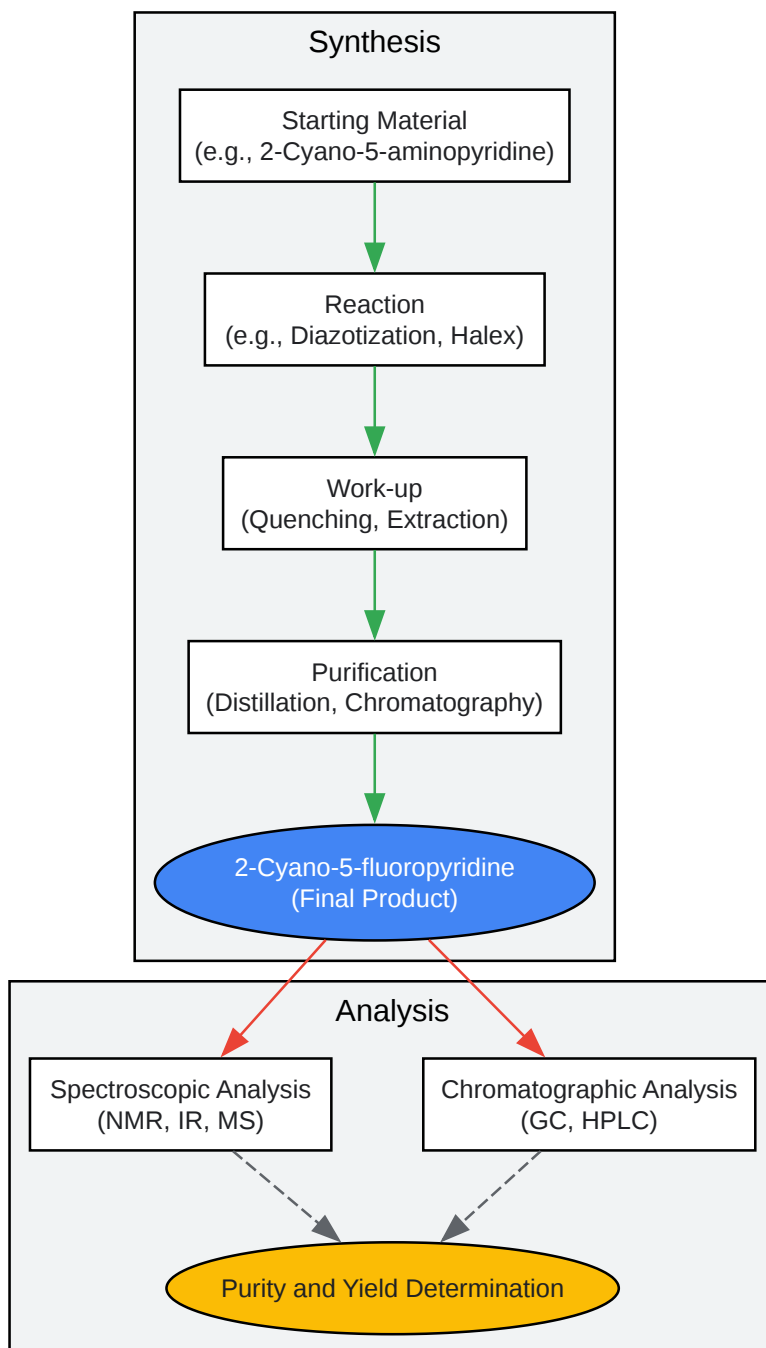 Synthesis
Starting Material
(e.g., 2-Cyano-5-aminopyridine)
Reaction
(e.g., Diazotization, Halex)
Work-up
(Quenching, Extraction)
Purification
(Distillation, Chromatography)
2-Cyano-5-fluoropyridine
(Final Product)
Analysis
Spectroscopic Analysis
(NMR, IR, MS)
Chromatographic Analysis
(GC, HPLC)
Purity and Yield Determination